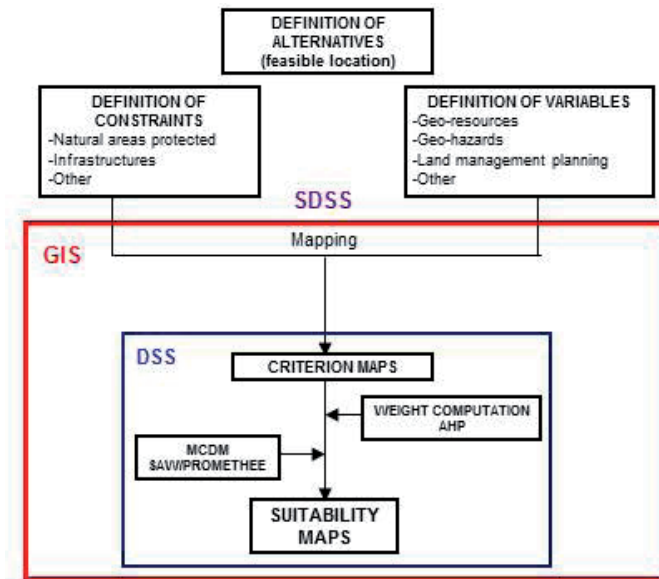 DEFINITION OF
ALTERNATIVES
(feasible location)
DEFINITION OF
CONSTRAINTS
-Natural areas protected
-Infrastructures
-Other
DEFINITION OF VARIABLES
-Geo-resources
-Geo-hazards
-Land management planning
-Other
SDSS
Mapping
GIS
DSS
CRITERION MAPS
WEIGHT COMPUTATION
AHP
MCDM
SAW/PROMETHEE
SUITABILITY
MAPS